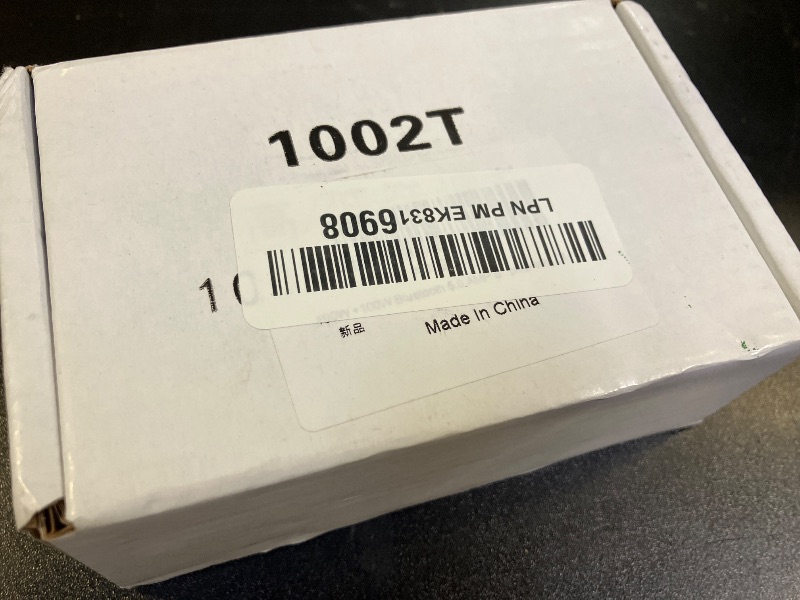 1002T
LPN PM EK8316908
10
新品
Made in China